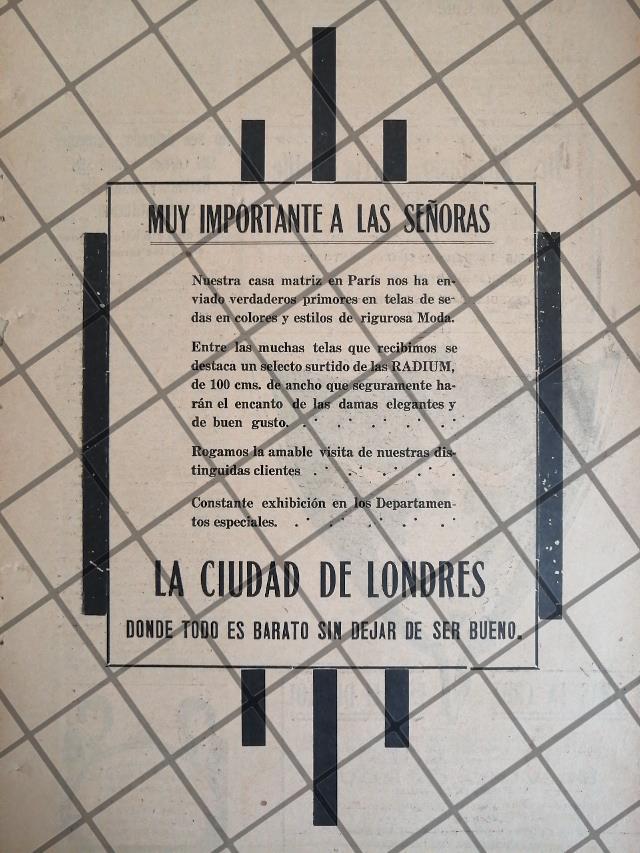 MUY IMPORTANTE A LAS SEÑORAS
Nuestra casa matriz en París nos ha en-
viado verdaderos primores en telas de se-
das en colores y estilos de rigurosa Moda.
Entre las muchas telas que recibimos se
destaca un selecto surtido de las RADIUM,
de 100 cms. de ancho que seguramente ha-
rán el encanto de las damas elegantes y
de buen gusto. . . . . . . . .
Rogamos la amable visita de nuestras dis-
tinguidas clientes . . . . . . . .
Constante exhibición en los Departamen-
tos especiales. . . . . . . . .
LA CIUDAD DE LONDRES
DONDE TODO ES BARATO SIN DEJAR DE SER BUENO.